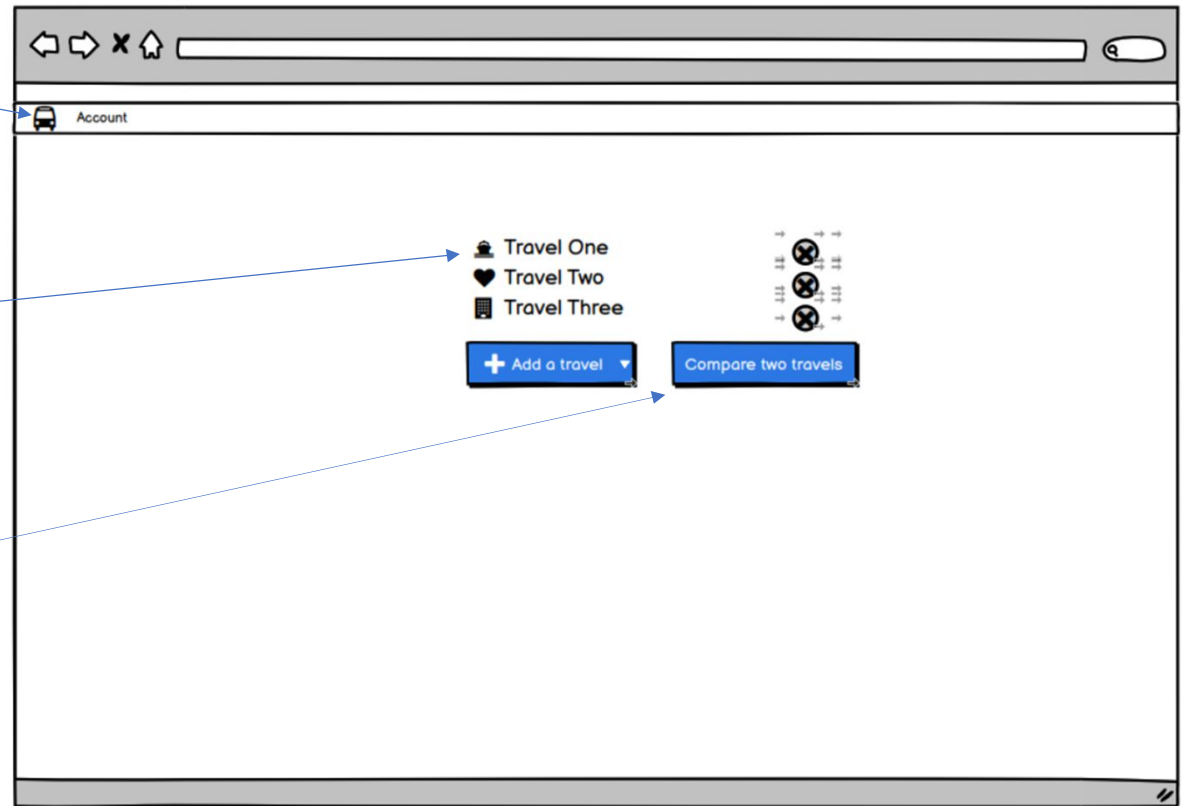 Account
Travel One
Travel Two
Travel Three
Add a travel
Compare two travels